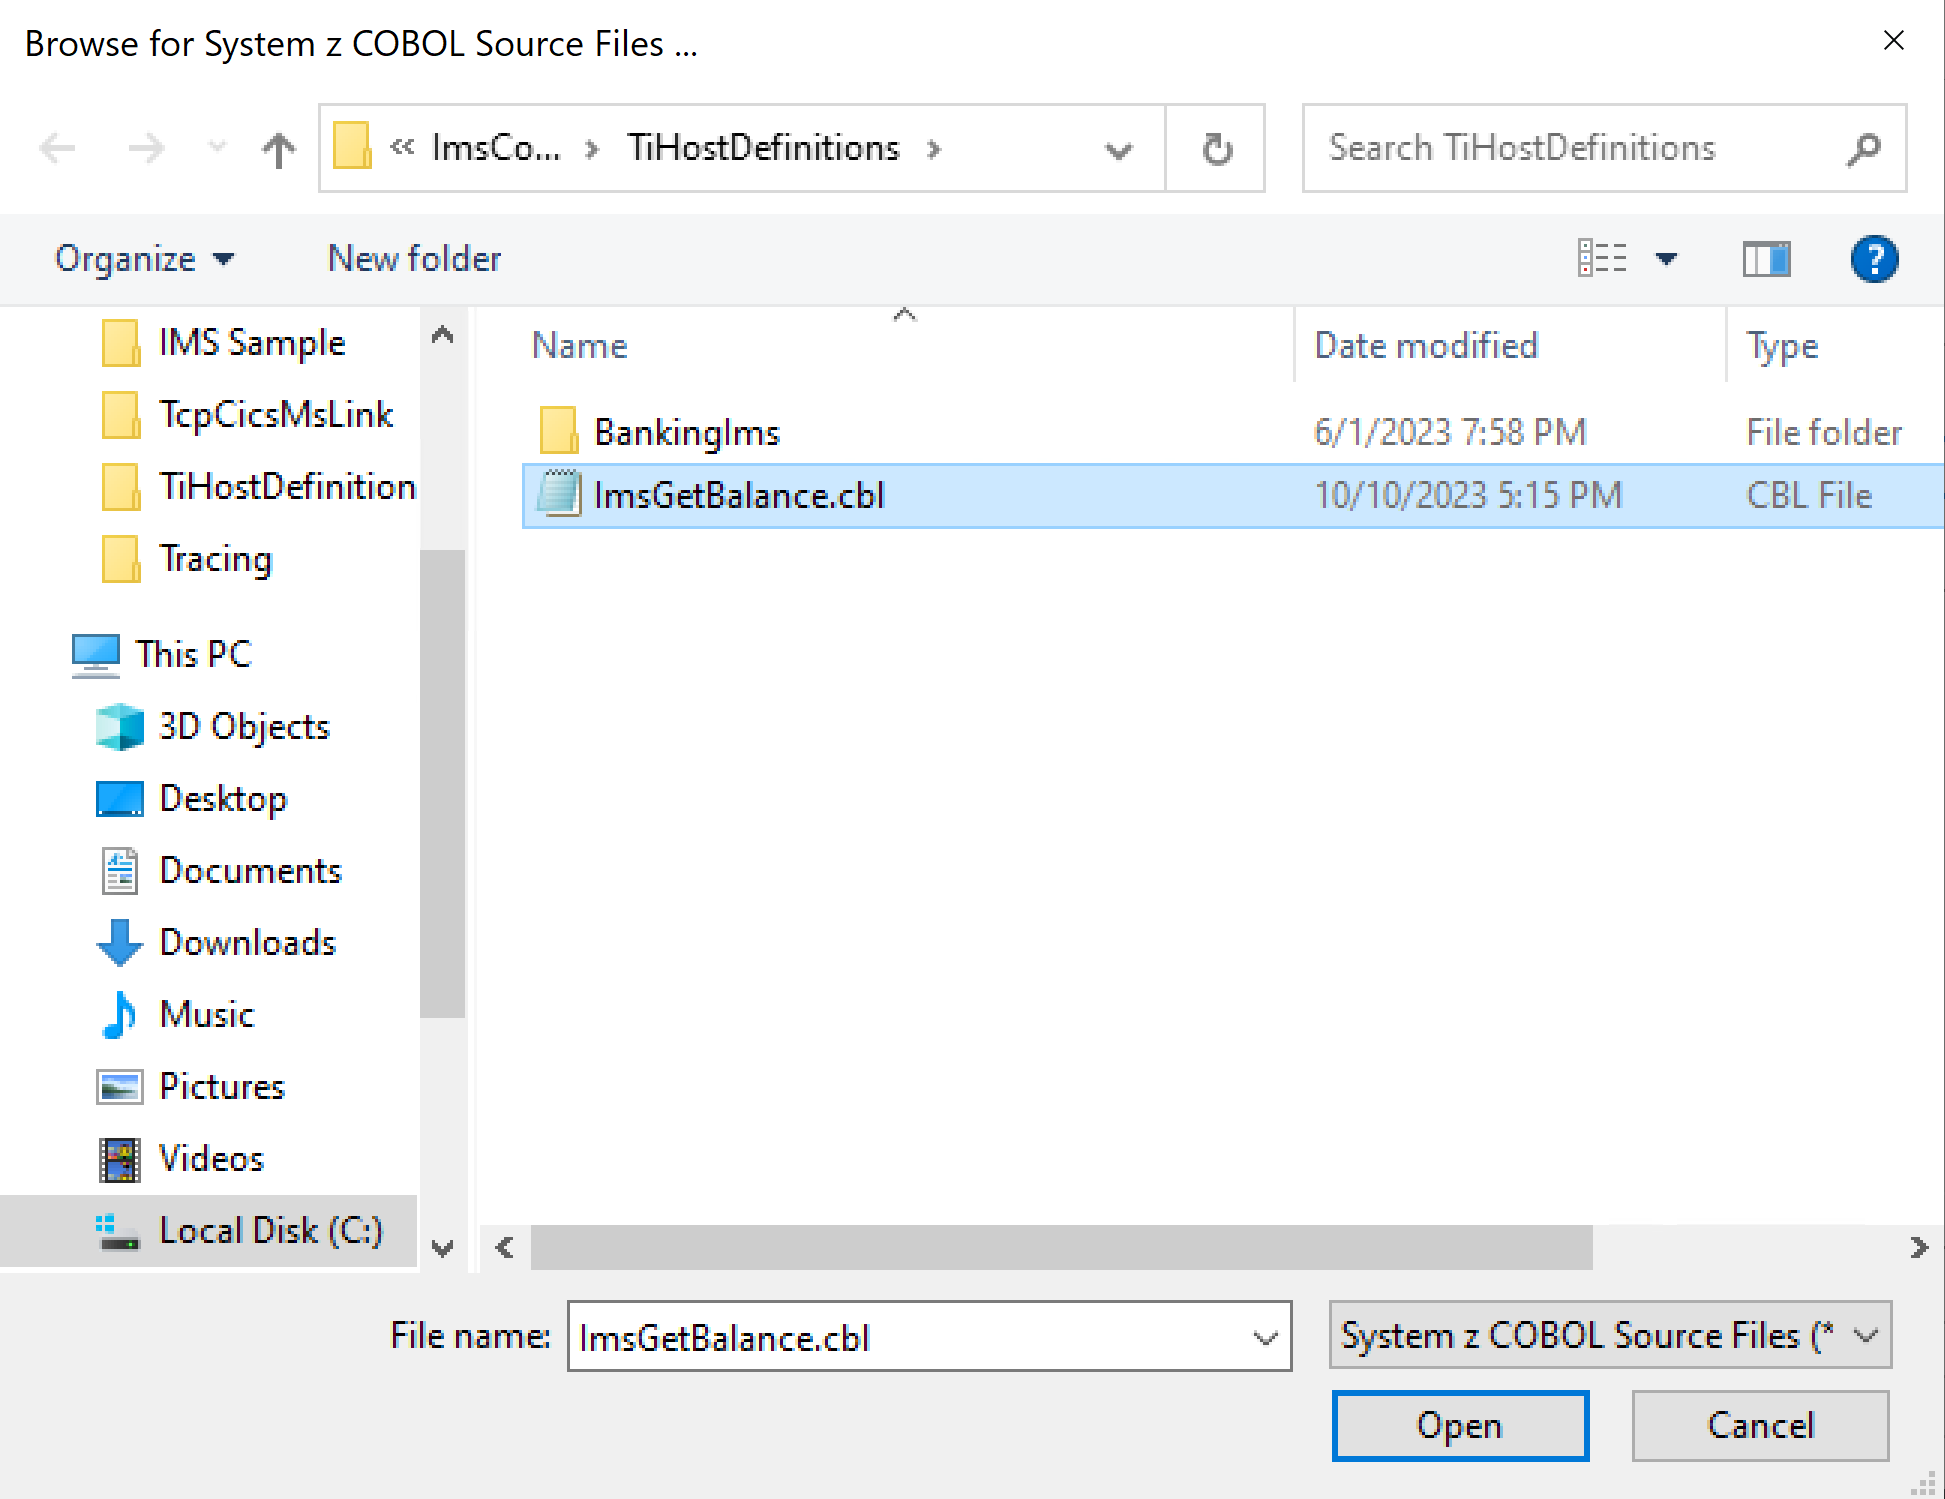 Browse for System z COBOL Source Files ...
« ImsCo... › TiHostDefinitions ›
Search TiHostDefinitions
Organize
New folder
?
IMS Sample
TcpCicsMsLink
TiHostDefinition
Tracing
This PC
3D Objects
Desktop
Documents
Downloads
Music
Pictures
Videos
Local Disk (C:)
Name Date modified Type
BankingIms 6/1/2023 7:58 PM File folder
ImsGetBalance.cbl 10/10/2023 5:15 PM CBL File
File name: ImsGetBalance.cbl
System z COBOL Source Files (*
Open
Cancel